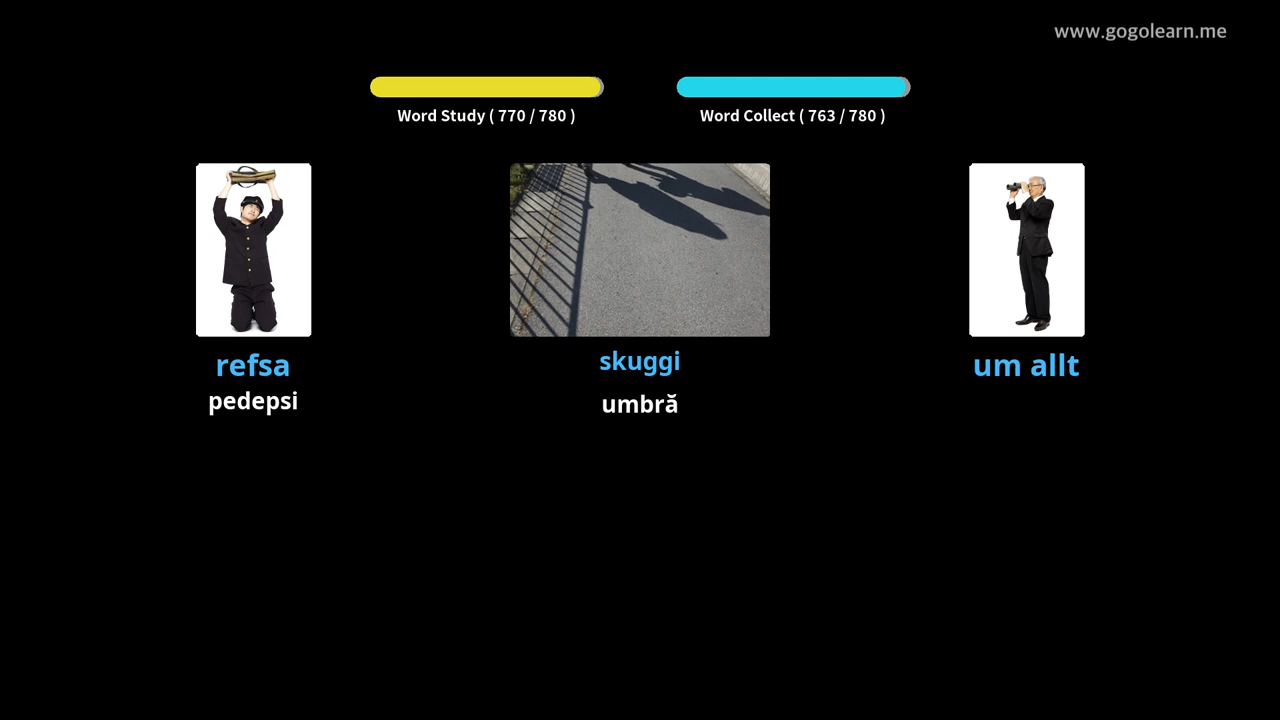 www.gogolearn.me
Word Study ( 770 / 780 )
Word Collect ( 763 / 780 )
refsa
pedepsi
skuggi
umbră
um allt